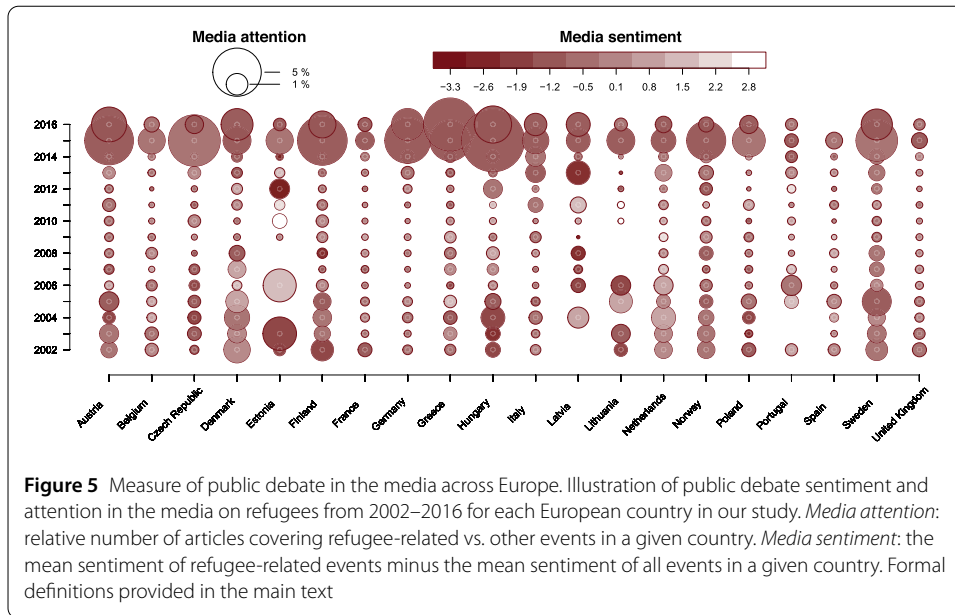 Media attention
Media sentiment
5 %
1 %
−3.3 −2.6 −1.9 −1.2 −0.5 0.1 0.8 1.5 2.2 2.8
2016
2014
2012
2010
2008
2006
2004
2002
Austria
Belgium
Czech Republic
Denmark
Estonia
Finland
France
Germany
Greece
Hungary
Italy
Latvia
Lithuania
Netherlands
Norway
Poland
Portugal
Spain
Sweden
United Kingdom
Figure 5 Measure of public debate in the media across Europe. Illustration of public debate sentiment and
attention in the media on refugees from 2002–2016 for each European country in our study. Media attention:
relative number of articles covering refugee-related vs. other events in a given country. Media sentiment: the
mean sentiment of refugee-related events minus the mean sentiment of all events in a given country. Formal
definitions provided in the main text